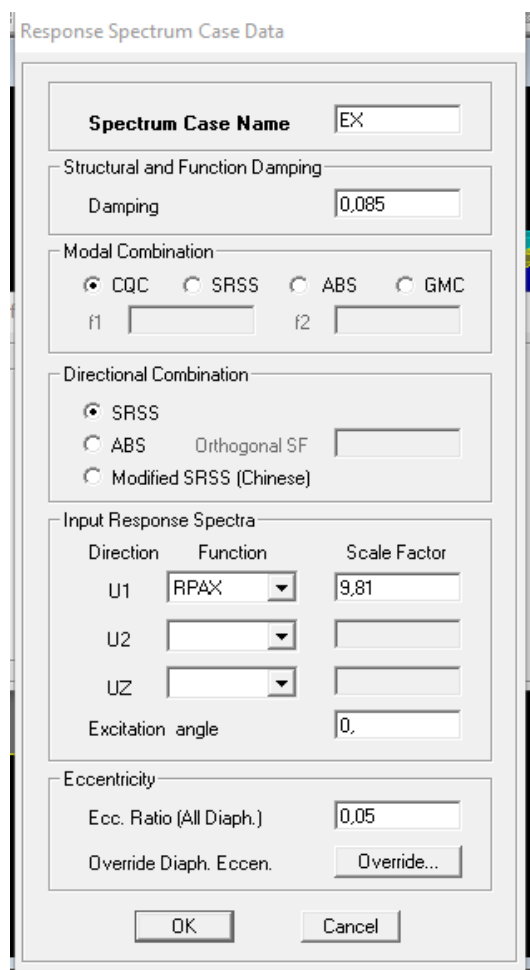 Response Spectrum Case Data
Spectrum Case Name EX
Structural and Function Damping
Damping 0,085
Modal Combination
CQC SRSS ABS GMC
f1 f2
Directional Combination
SRSS
ABS Orthogonal SF
Modified SRSS (Chinese)
Input Response Spectra
Direction Function Scale Factor
U1 RPAX 9,81
U2
UZ
Excitation angle 0,
Eccentricity
Ecc. Ratio (All Diaph.) 0,05
Override Diaph. Eccen. Override...
OK Cancel